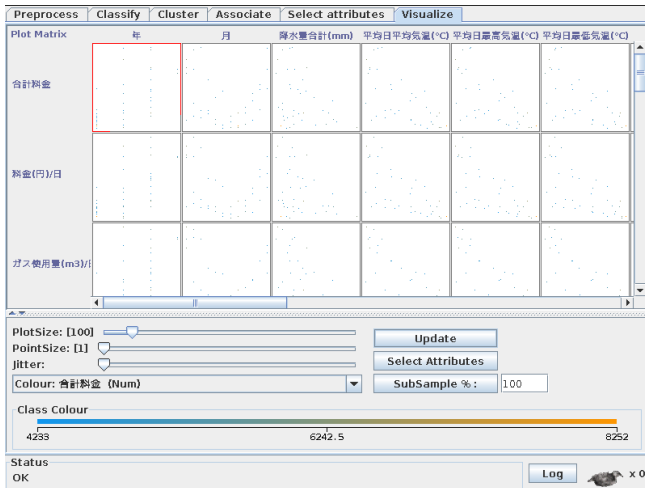 Preprocess Classify Cluster Associate Select attributes Visualize
Plot Matrix 年 月 降水量合計(mm) 平均日平均気温(°C) 平均日最高気温(°C) 平均日最低気温(°C)
合計料金
料金(円)/日
ガス使用量(m3)/
PlotSize: [100]
Update
PointSize: [1]
Select Attributes
Jitter:
Colour: 合計料金 (Num)
SubSample % : 100
Class Colour
4233 6242.5 8252
Status
OK
Log x 0